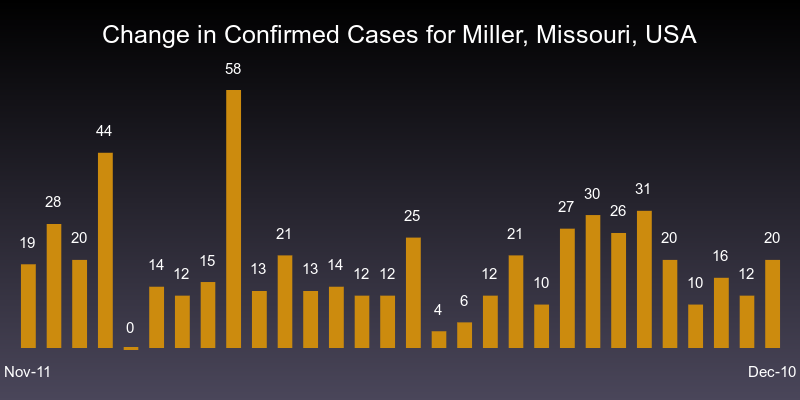 Change in Confirmed Cases for Miller, Missouri, USA
19 28 20 44 0 14 12 15 58 13 21 13 14 12 12 25 4 6 12 21 10 27 30 26 31 20 10 16 12 20
Nov-11 Dec-10